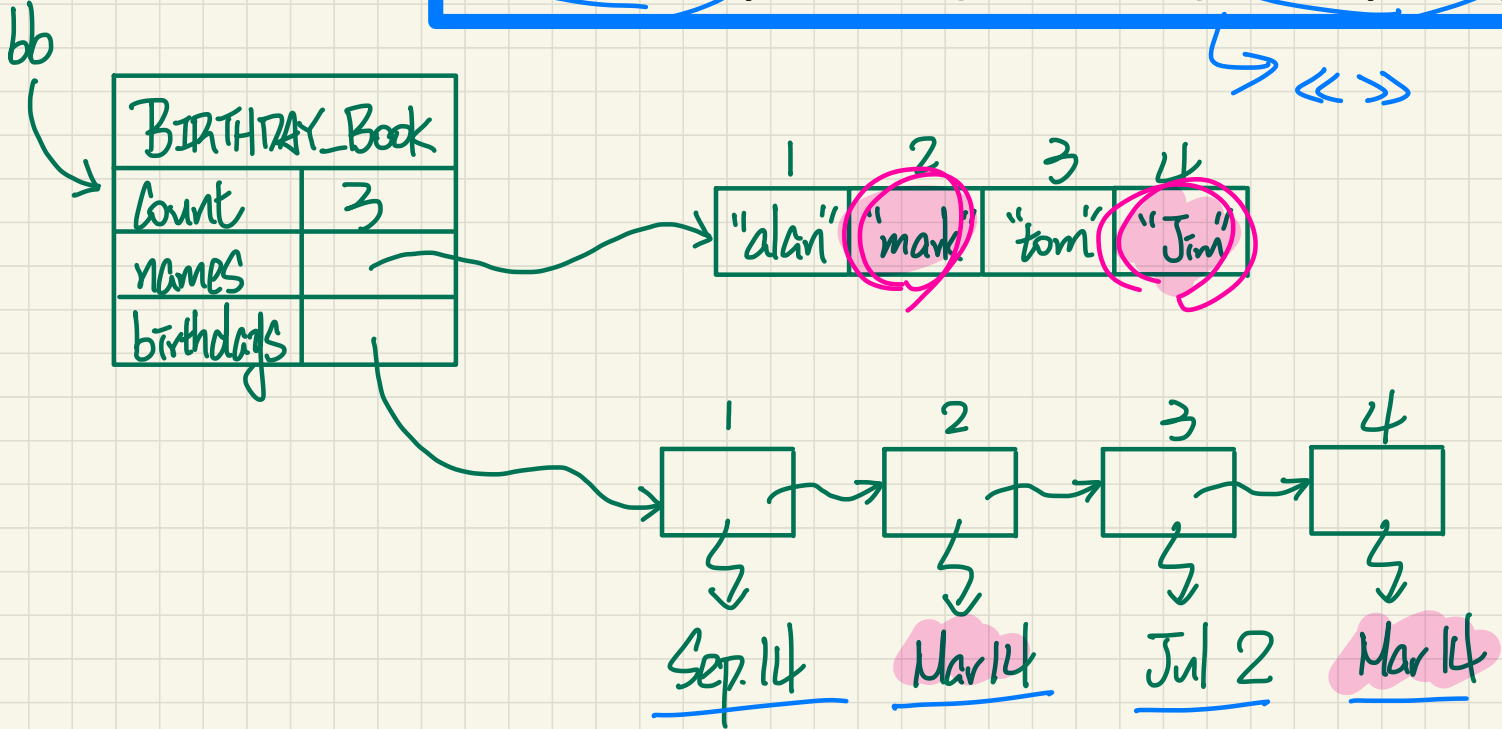 bb
BIRTHDAY_Book
Count 3
names
birthdays
1 2 3 4
"alan" "mark" "tom" "Jim"
1 2 3 4
Sep.14 Mar14 Jul 2 Mar14